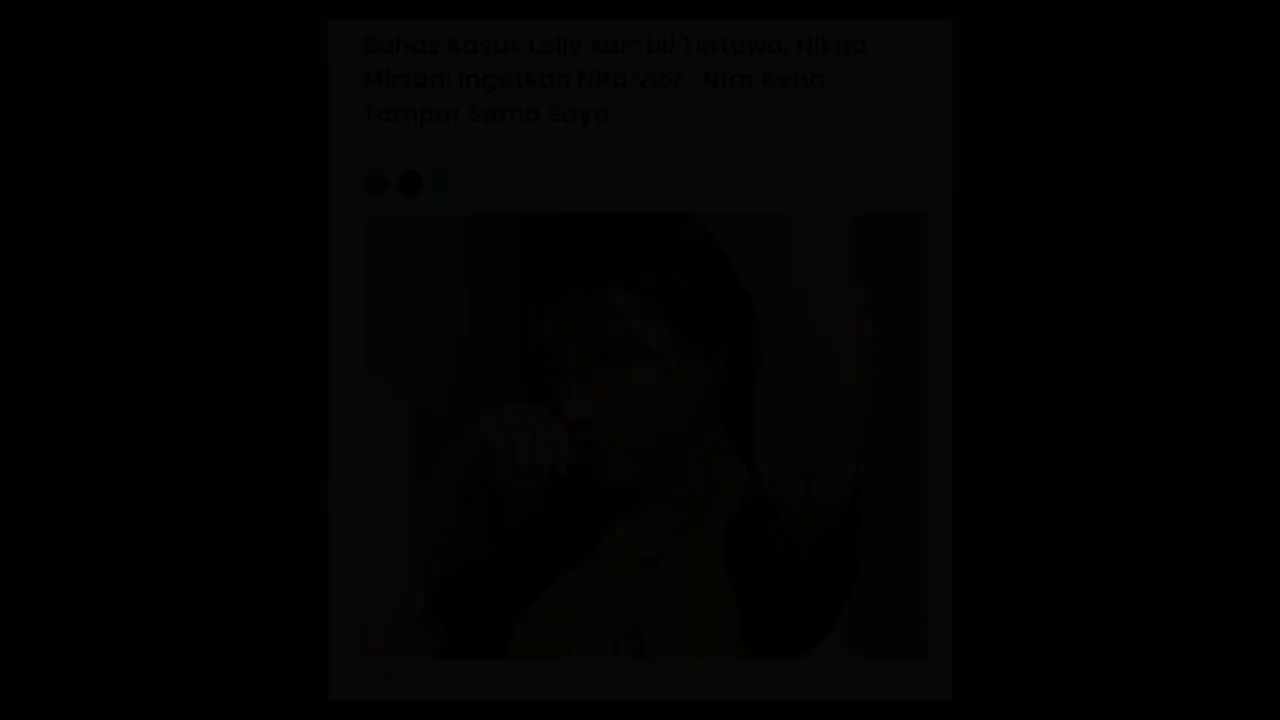 Bahas Kasus Lolly sambil Tertawa, Nikita
Mirzani Ingatkan Nita Vior : Ntar Kena
Tampar Sama Saya